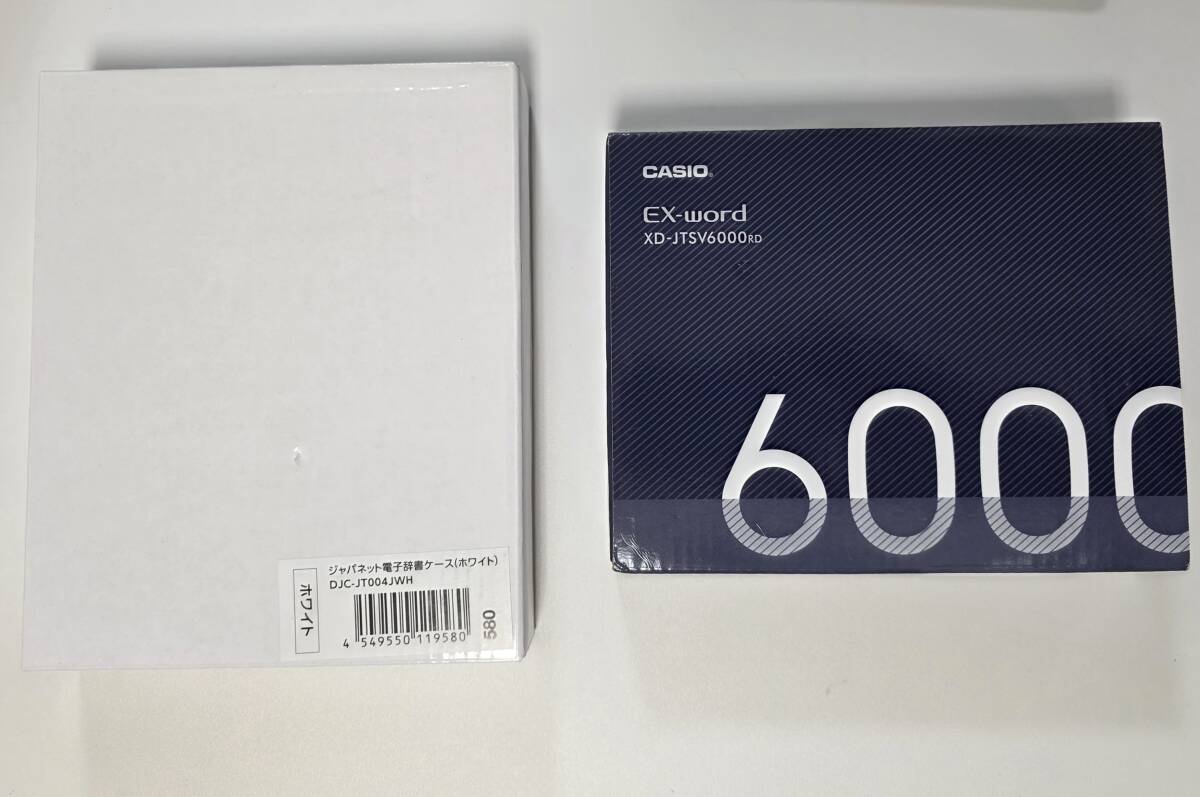 ジャパネット電子辞書ケース(ホワイト)
DJC-JT004JWH
ホワイト
4 549550 119580
580
CASIO®
EX-word
XD-JTSV6000RD
6000